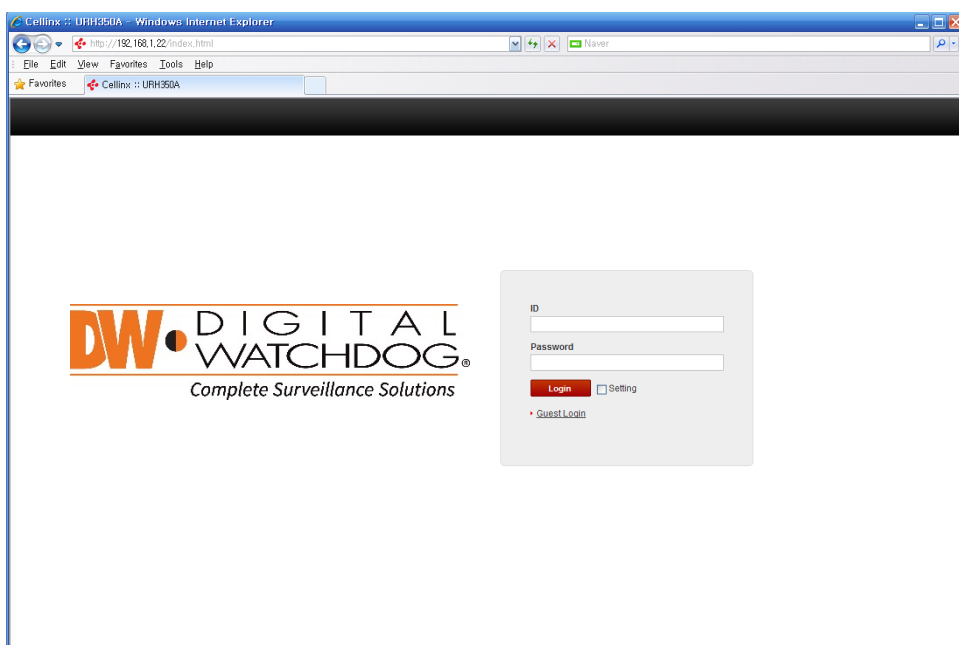 Cellinx :: URH350A - Windows Internet Explorer
http://192,168,1,22/index,html
Naver
File Edit View Favorites Tools Help
Favorites
Cellinx :: URH350A
DW DIGITAL
WATCHDOG®
Complete Surveillance Solutions
ID
Password
Login
Setting
Guest Login